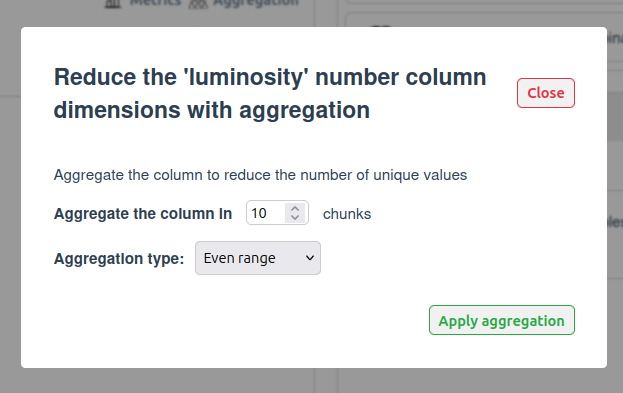 Metrics Aggregation
Reduce the 'luminosity' number column
dimensions with aggregation
Close
Aggregate the column to reduce the number of unique values
Aggregate the column in 10 chunks
Aggregation type: Even range
Apply aggregation